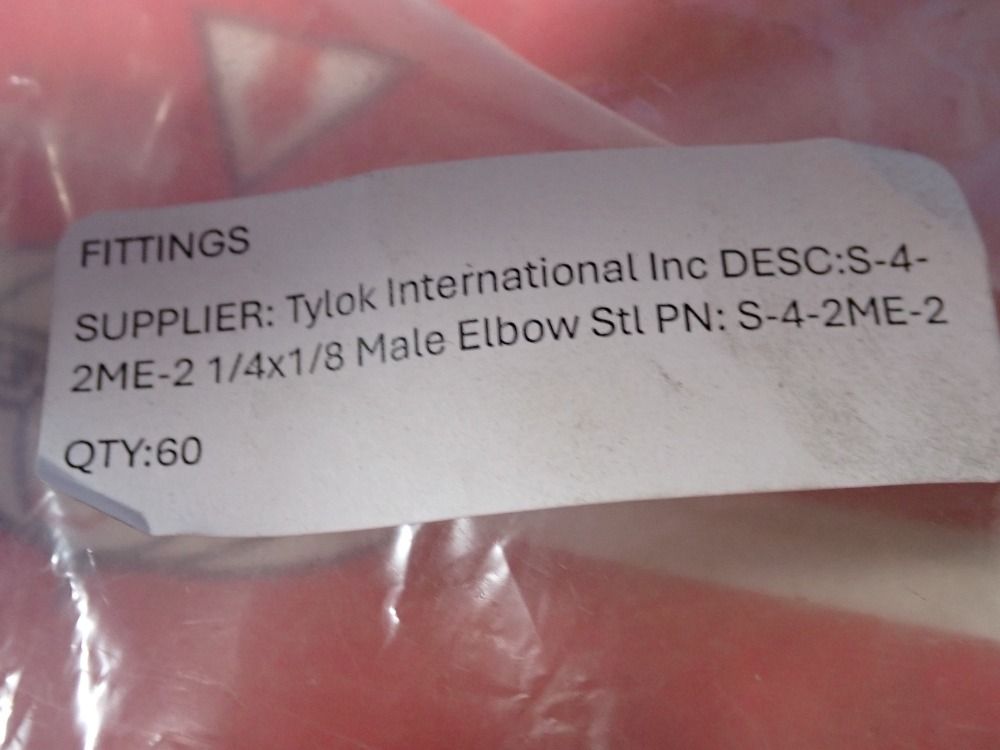 FITTINGS
SUPPLIER: Tylok International Inc DESC:S-4-
2ME-2 1/4x1/8 Male Elbow Stl PN: S-4-2ME-2
QTY:60